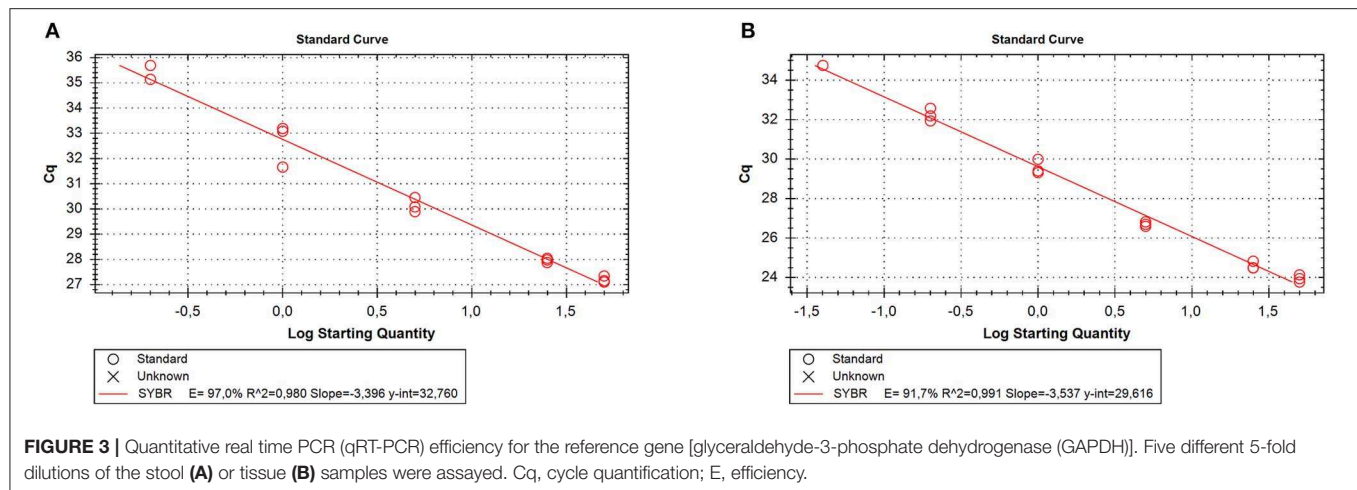 A
Standard Curve
36
35
34
33
32
31
30
29
28
27
Cq
-0,5
0,0
0,5
1,0
1,5
Log Starting Quantity
Standard
Unknown
SYBR E= 97,0% R^2=0,980 Slope=-3,396 y-int=32,760
B
Standard Curve
34
32
30
28
26
24
Cq
-1,5
-1,0
-0,5
0,0
0,5
1,0
1,5
Log Starting Quantity
Standard
Unknown
SYBR E= 91,7% R^2=0,991 Slope=-3,537 y-int=29,616
FIGURE 3 | Quantitative real time PCR (qRT-PCR) efficiency for the reference gene [glyceraldehyde-3-phosphate dehydrogenase (GAPDH)]. Five different 5-fold
dilutions of the stool (A) or tissue (B) samples were assayed. Cq, cycle quantification; E, efficiency.